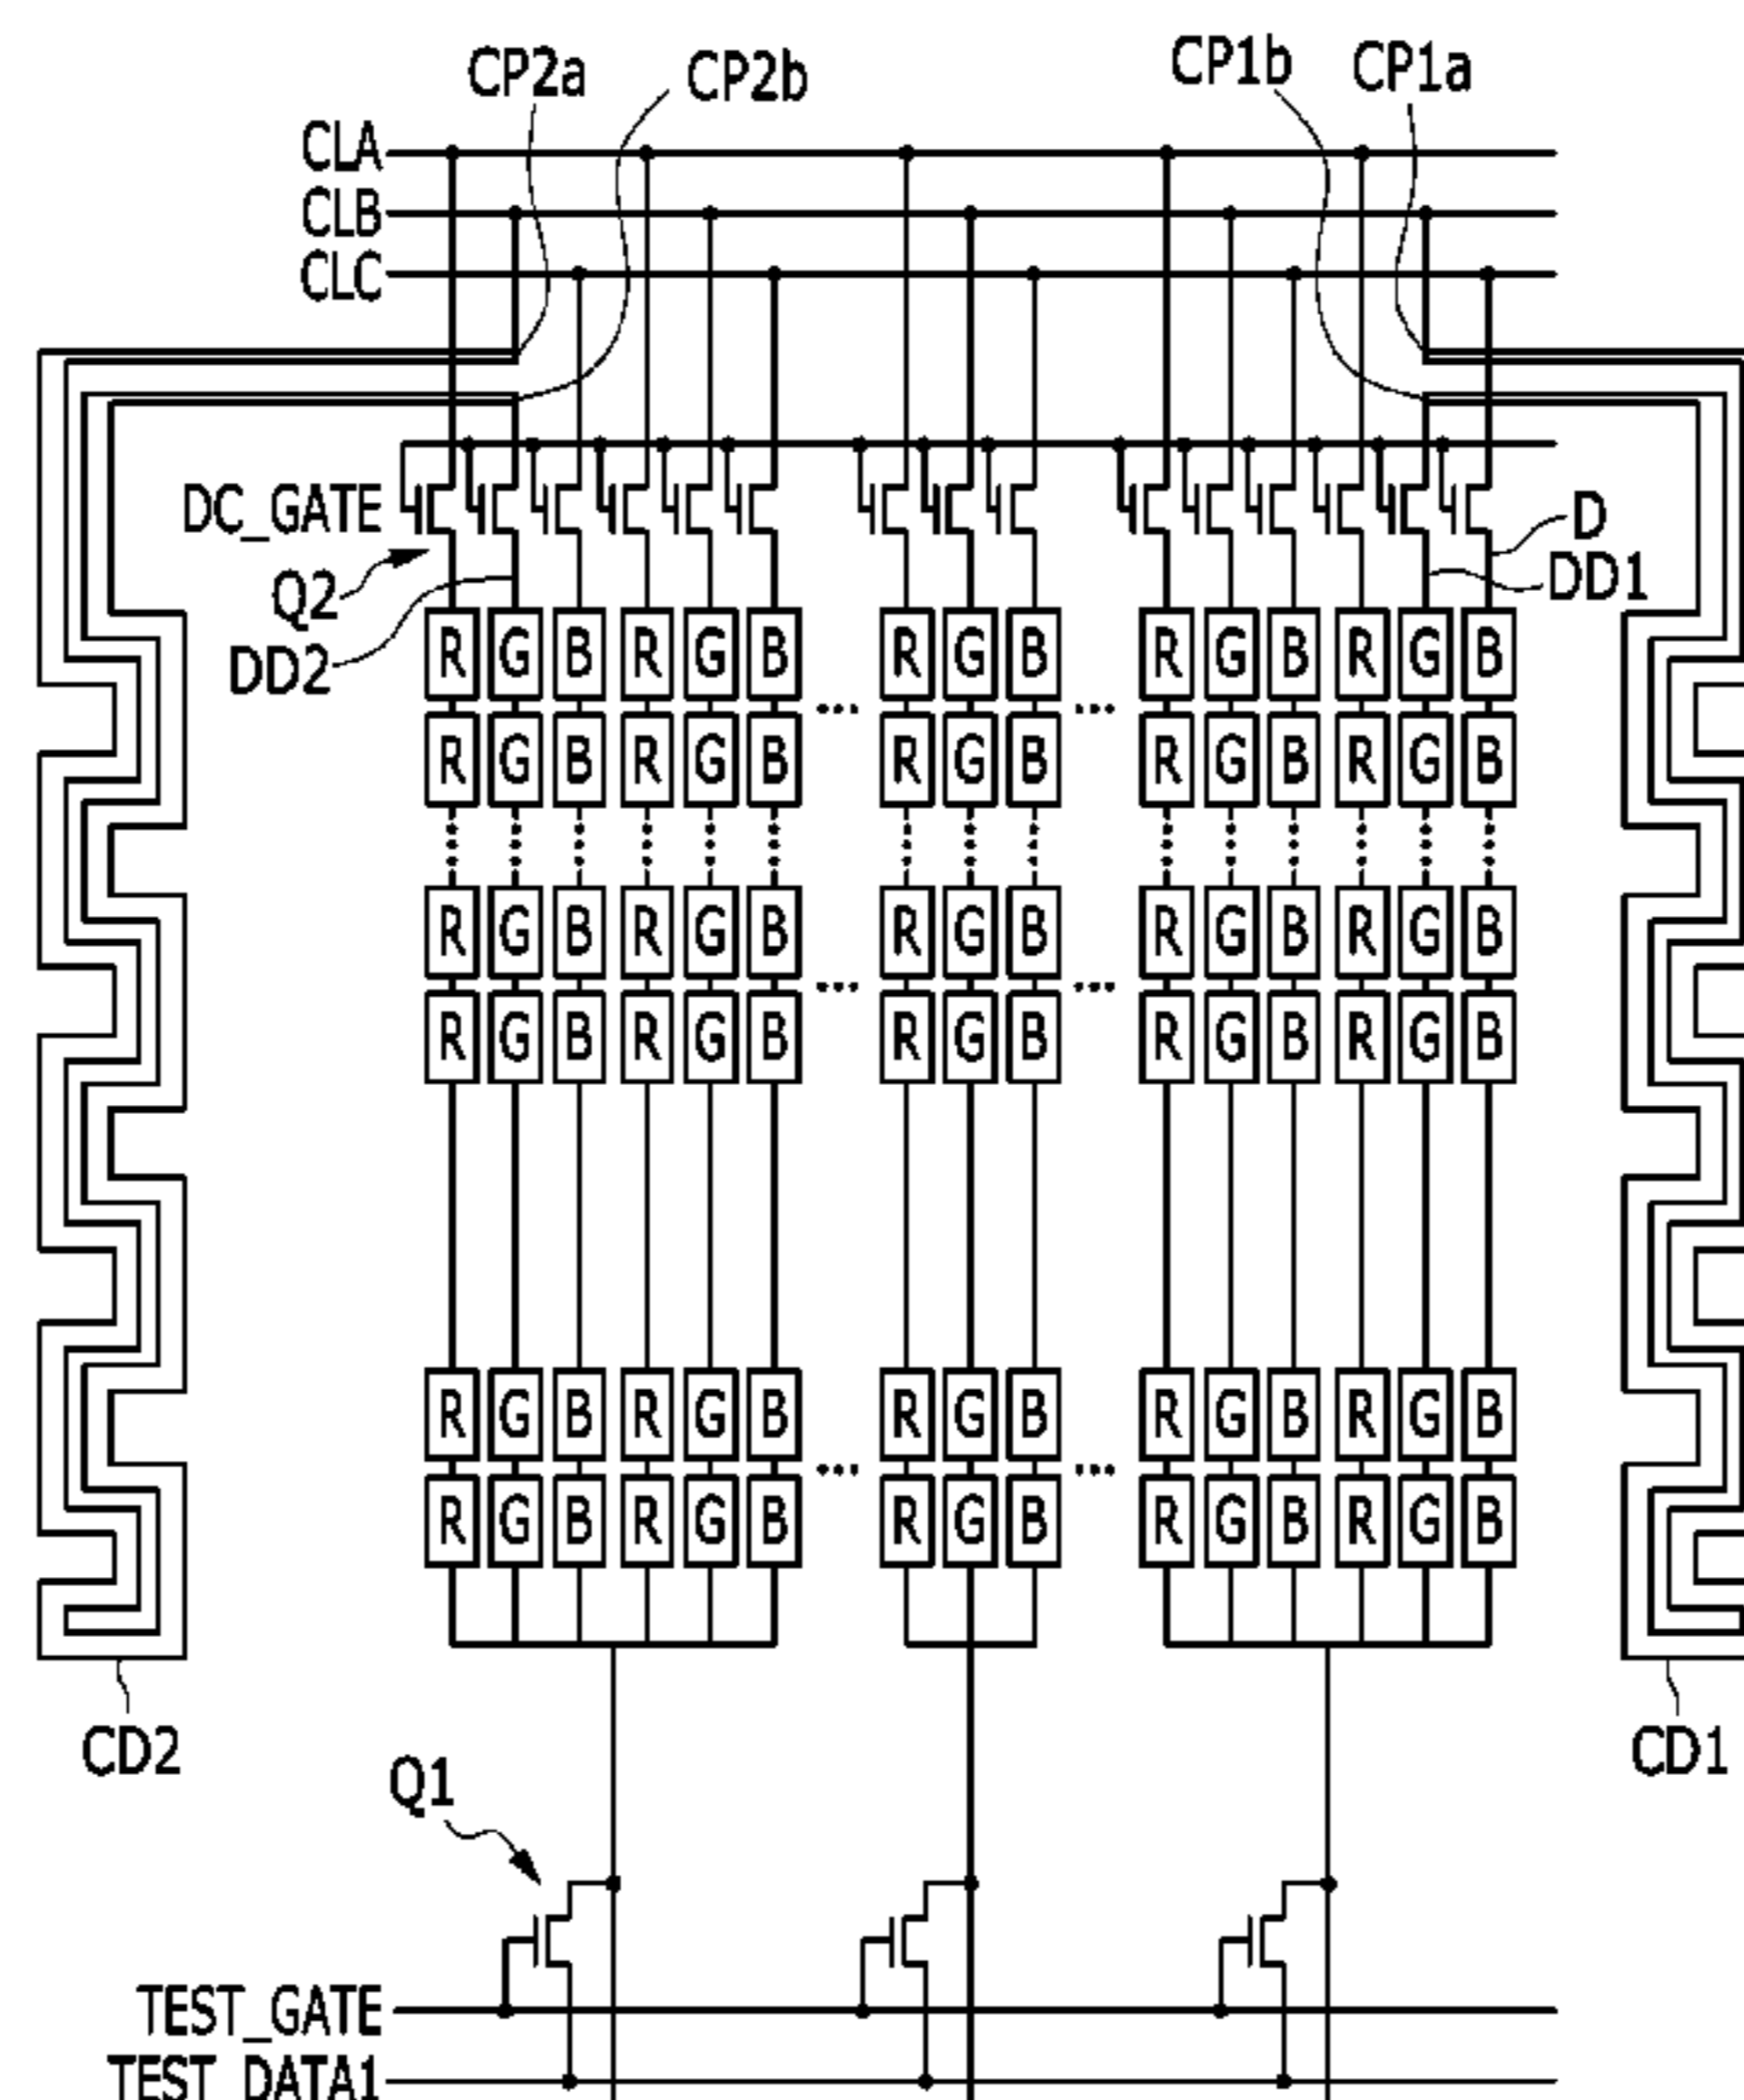 CP2a CP2b CP1b CP1a
CLA
CLB
CLC
DC_GATE
D
Q2
DD1
DD2
R G B R G B ... R G B ... R G B R G B
R G B R G B R G B R G B R G B
R G B R G B ... R G B ... R G B R G B
R G B R G B R G B R G B R G B
R G B R G B ... R G B ... R G B R G B
R G B R G B R G B R G B R G B
CD2 CD1
Q1
TEST_GATE
TEST_DATA1